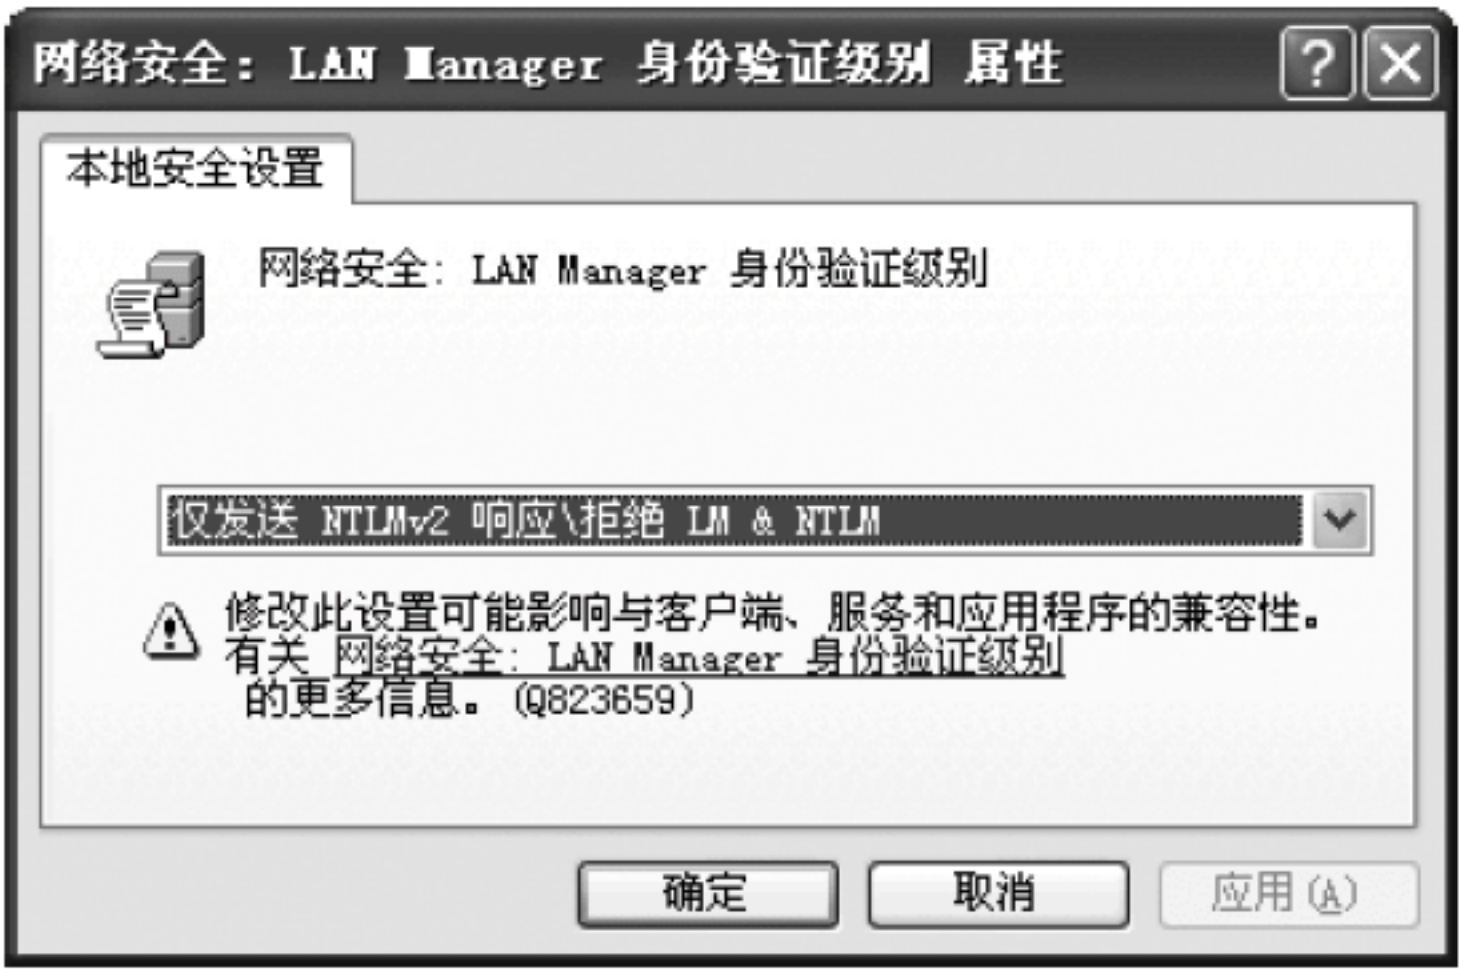 网络安全: LAN Manager 身份验证级别 属性
本地安全设置
网络安全: LAN Manager 身份验证级别
仅发送 NTLMv2 响应\拒绝 LM & NTLM
修改此设置可能影响与客户端、服务和应用程序的兼容性。
有关 网络安全: LAN Manager 身份验证级别
的更多信息。(Q823659)
确定 取消 应用(A)